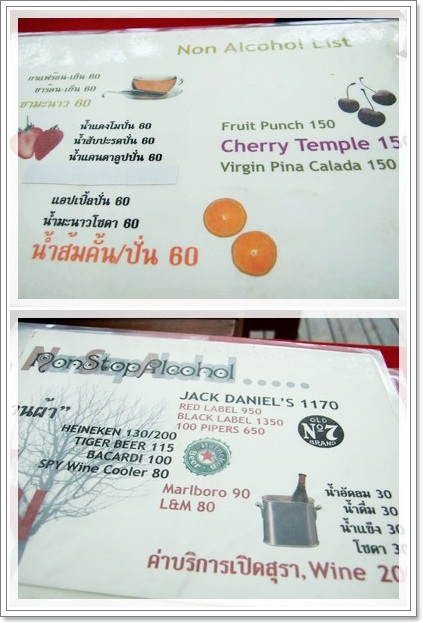 Non Alcohol List
กาแฟร้อน-เย็น 60
ชาร้อน-เย็น 60
ชามะนาว 60
น้ำแตงโมปั่น 60
น้ำสับปะรดปั่น 60
น้ำแคนตาลูปปั่น 60
Fruit Punch 150
Cherry Temple 150
Virgin Pina Calada 150
แอปเปิ้ลปั่น 60
น้ำมะนาวโซดา 60
น้ำส้มคั้น/ปั่น 60
NonStopAlcohol.....
JACK DANIEL'S 1170
RED LABEL 950
BLACK LABEL 1350
100 PIPERS 650
OLD
No 7
BRAND
HEINEKEN 130/200
TIGER BEER 115
BACARDI 100
SPY Wine Cooler 80
Marlboro 90
L&M 80
น้ำอัดลม 30
น้ำดื่ม 30
น้ำแข็ง 30
โซดา 30
ค่าบริการเปิดสุรา, Wine 20